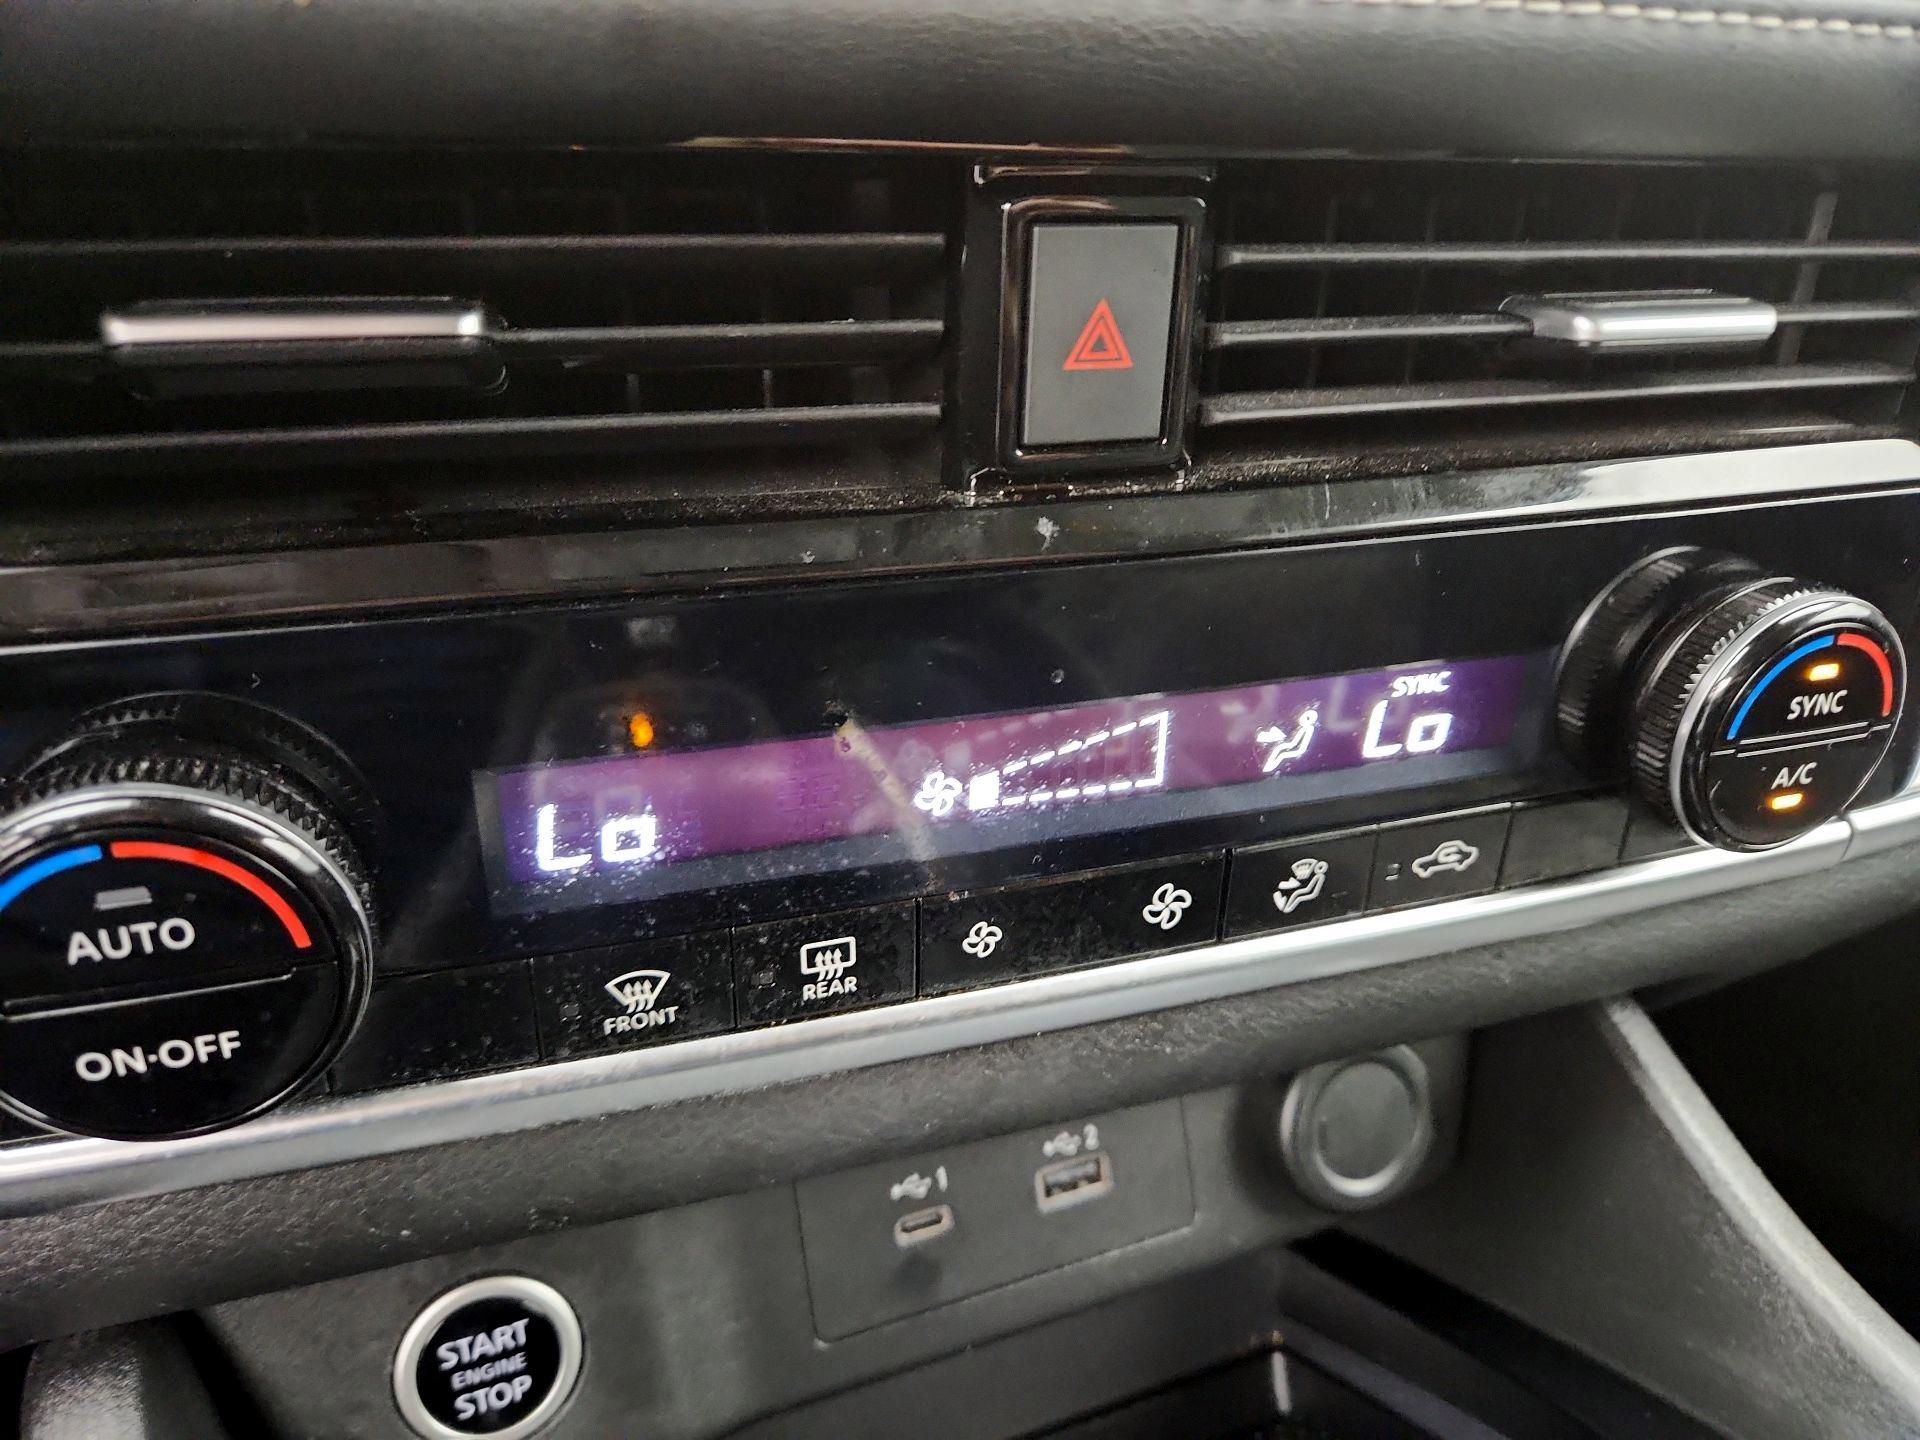 SYNC
Lo
Lo
SYNC
A/C
AUTO
ON·OFF
FRONT
REAR
1
2
START
ENGINE
STOP